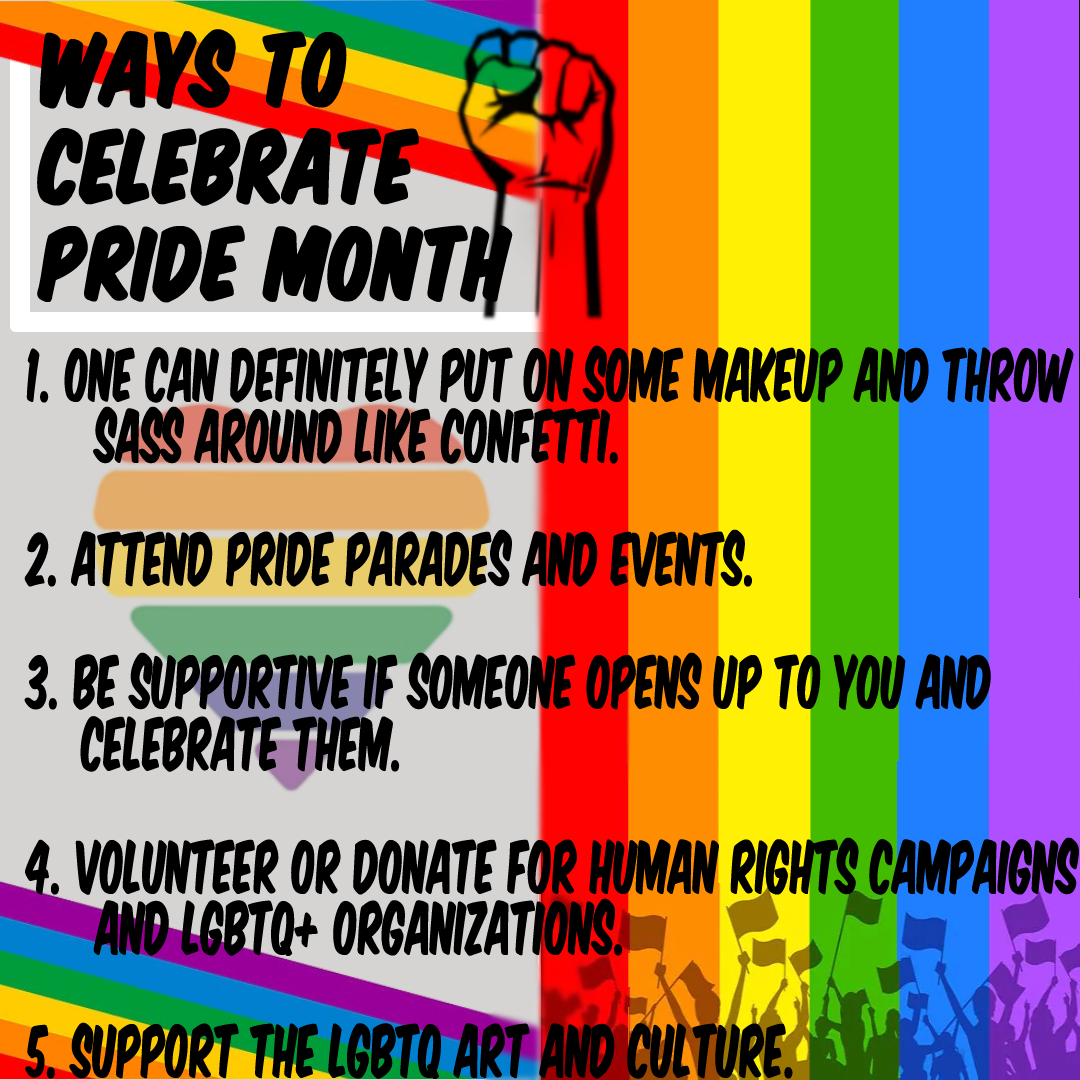 WAYS TO
CELEBRATE
PRIDE MONTH
1. ONE CAN DEFINITELY PUT ON SOME MAKEUP AND THROW
SASS AROUND LIKE CONFETTI.
2. ATTEND PRIDE PARADES AND EVENTS.
3. BE SUPPORTIVE IF SOMEONE OPENS UP TO YOU AND
CELEBRATE THEM.
4. VOLUNTEER OR DONATE FOR HUMAN RIGHTS CAMPAIGNS
AND LGBTQ+ ORGANIZATIONS.
5. SUPPORT THE LGBTQ ART AND CULTURE.